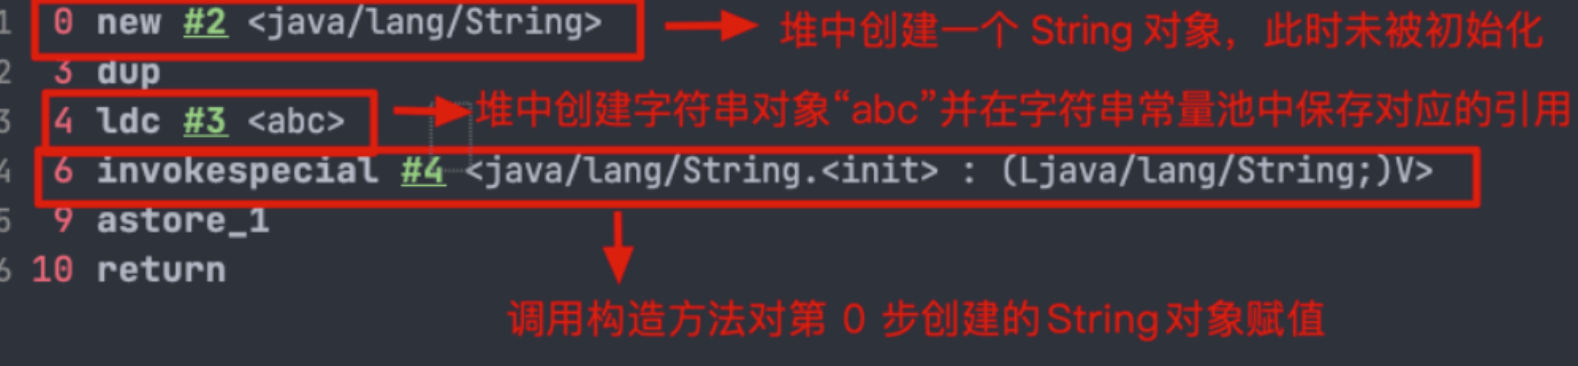 1 0 new #2 <java/lang/String> 堆中创建一个 String 对象，此时未被初始化
2 3 dup
3 4 ldc #3 <abc> 堆中创建字符串对象“abc”并在字符串常量池中保存对应的引用
4 6 invokespecial #4 <java/lang/String.<init> : (Ljava/lang/String;)V>
5 9 astore_1
6 10 return
调用构造方法对第 0 步创建的String对象赋值